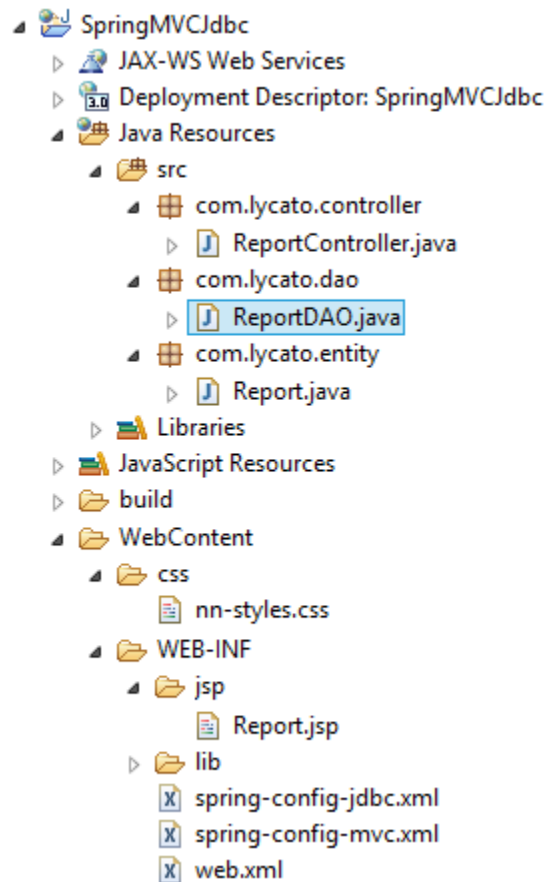 SpringMVCJdbc
JAX-WS Web Services
3.0 Deployment Descriptor: SpringMVCJdbc
Java Resources
src
com.lycato.controller
J ReportController.java
com.lycato.dao
J ReportDAO.java
com.lycato.entity
J Report.java
Libraries
JavaScript Resources
build
WebContent
css
nn-styles.css
WEB-INF
jsp
Report.jsp
lib
X spring-config-jdbc.xml
X spring-config-mvc.xml
X web.xml